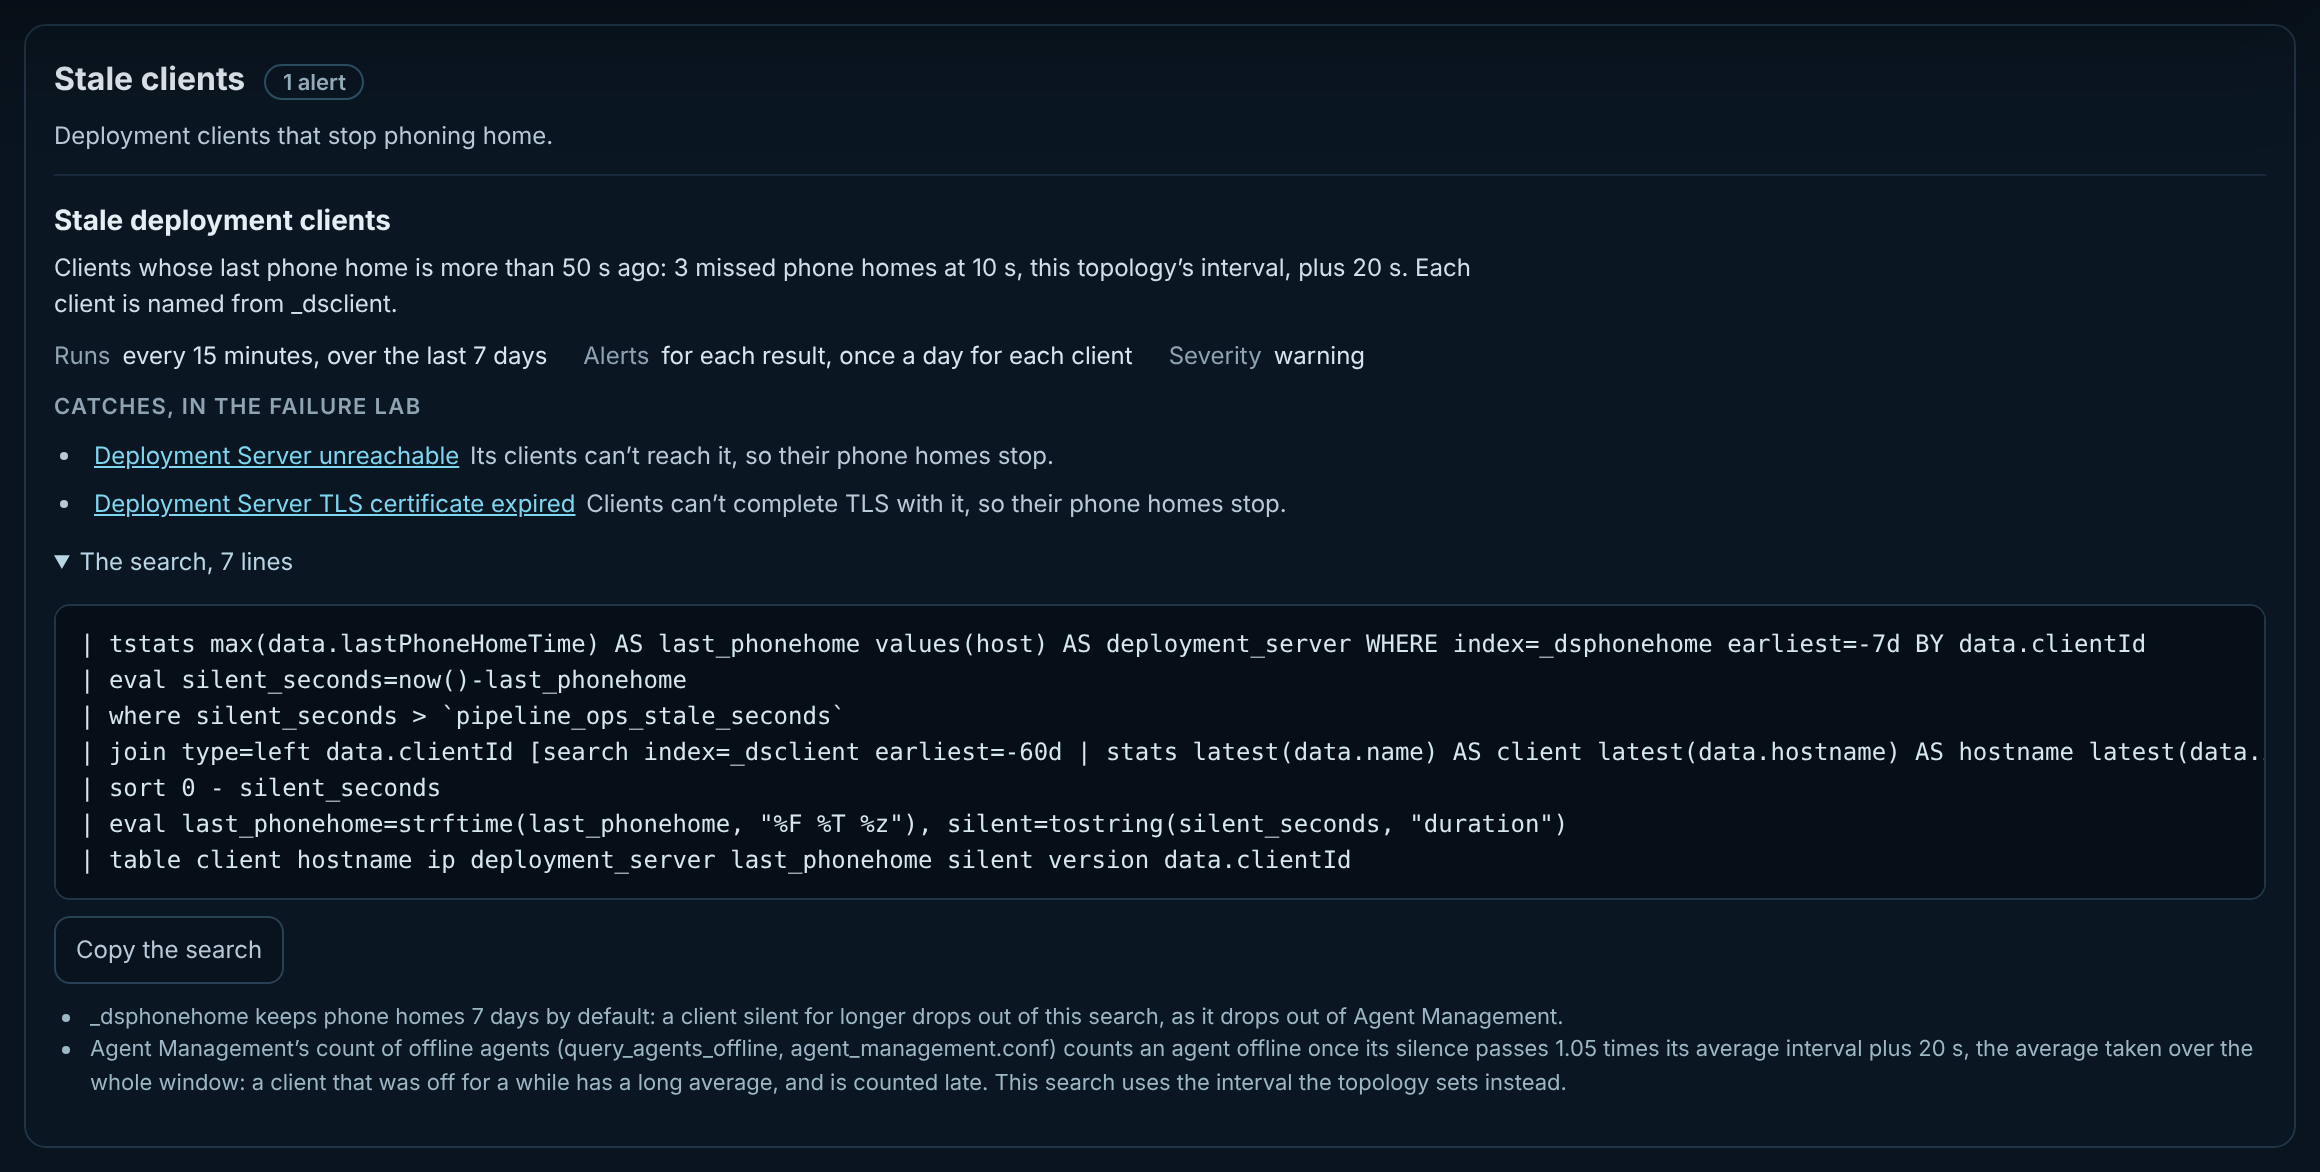 Stale clients 1 alert
Deployment clients that stop phoning home.
Stale deployment clients
Clients whose last phone home is more than 50 s ago: 3 missed phone homes at 10 s, this topology’s interval, plus 20 s. Each
client is named from _dsclient.
Runs every 15 minutes, over the last 7 days Alerts for each result, once a day for each client Severity warning
CATCHES, IN THE FAILURE LAB
• Deployment Server unreachable Its clients can’t reach it, so their phone homes stop.
• Deployment Server TLS certificate expired Clients can’t complete TLS with it, so their phone homes stop.
▼ The search, 7 lines
| tstats max(data.lastPhoneHomeTime) AS last_phonehome values(host) AS deployment_server WHERE index=_dsphonehome earliest=-7d BY data.clientId
| eval silent_seconds=now()-last_phonehome
| where silent_seconds > `pipeline_ops_stale_seconds`
| join type=left data.clientId [search index=_dsclient earliest=-60d | stats latest(data.name) AS client latest(data.hostname) AS hostname latest(data.
| sort 0 - silent_seconds
| eval last_phonehome=strftime(last_phonehome, "%F %T %z"), silent=tostring(silent_seconds, "duration")
| table client hostname ip deployment_server last_phonehome silent version data.clientId
Copy the search
• _dsphonehome keeps phone homes 7 days by default: a client silent for longer drops out of this search, as it drops out of Agent Management.
• Agent Management’s count of offline agents (query_agents_offline, agent_management.conf) counts an agent offline once its silence passes 1.05 times its average interval plus 20 s, the average taken over the
whole window: a client that was off for a while has a long average, and is counted late. This search uses the interval the topology sets instead.